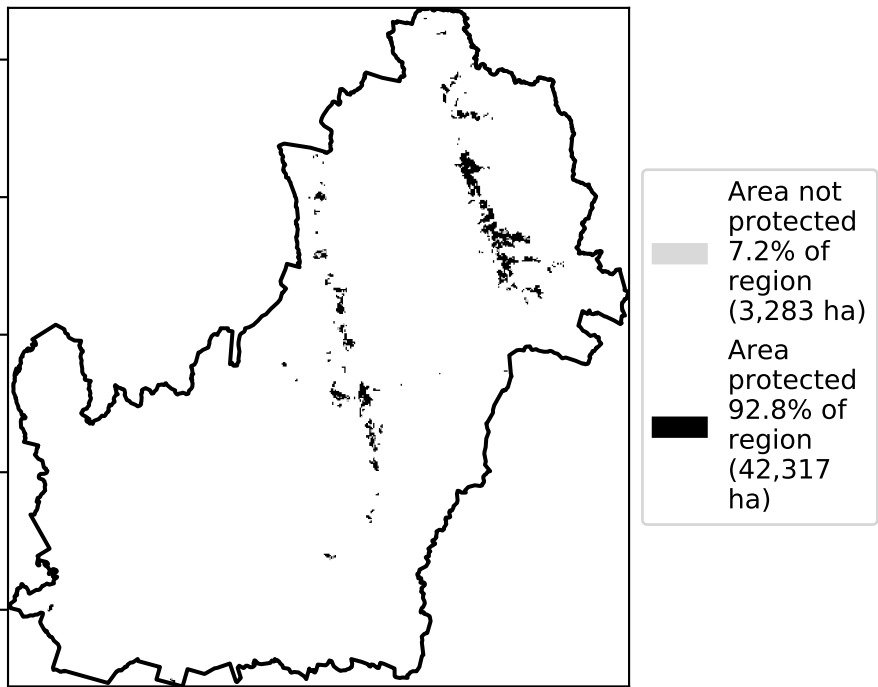 Area not
protected
7.2% of
region
(3,283 ha)
Area
protected
92.8% of
region
(42,317
ha)